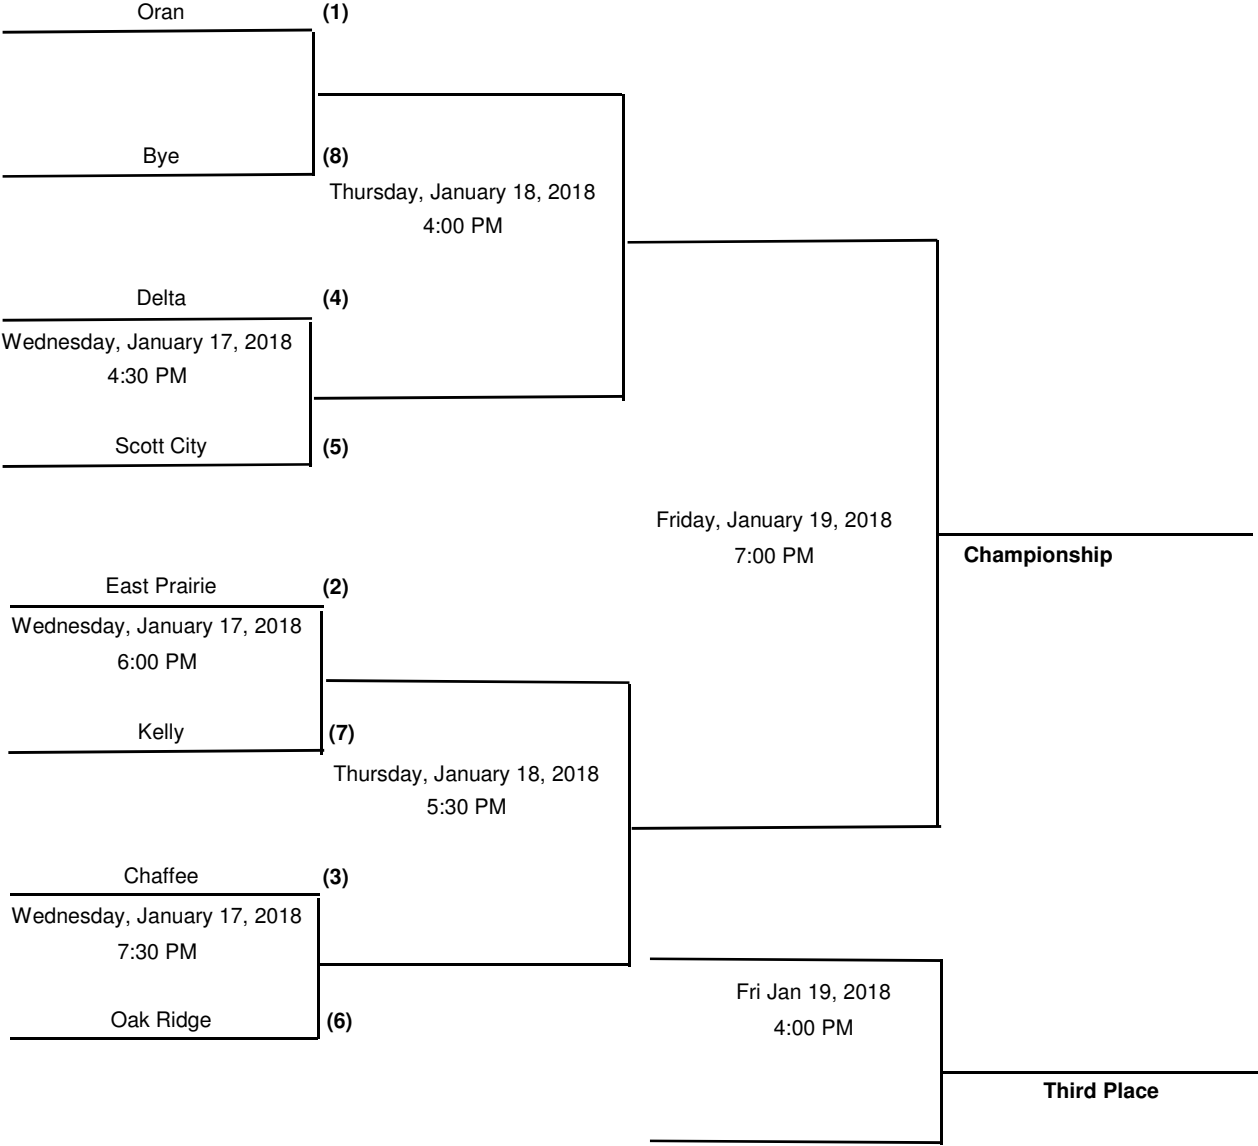 Oran (1)
Bye (8)
Thursday, January 18, 2018
4:00 PM
Delta (4)
Wednesday, January 17, 2018
4:30 PM
Scott City (5)
Friday, January 19, 2018
7:00 PM
Championship
East Prairie (2)
Wednesday, January 17, 2018
6:00 PM
Kelly (7)
Thursday, January 18, 2018
5:30 PM
Chaffee (3)
Wednesday, January 17, 2018
7:30 PM
Oak Ridge (6)
Fri Jan 19, 2018
4:00 PM
Third Place